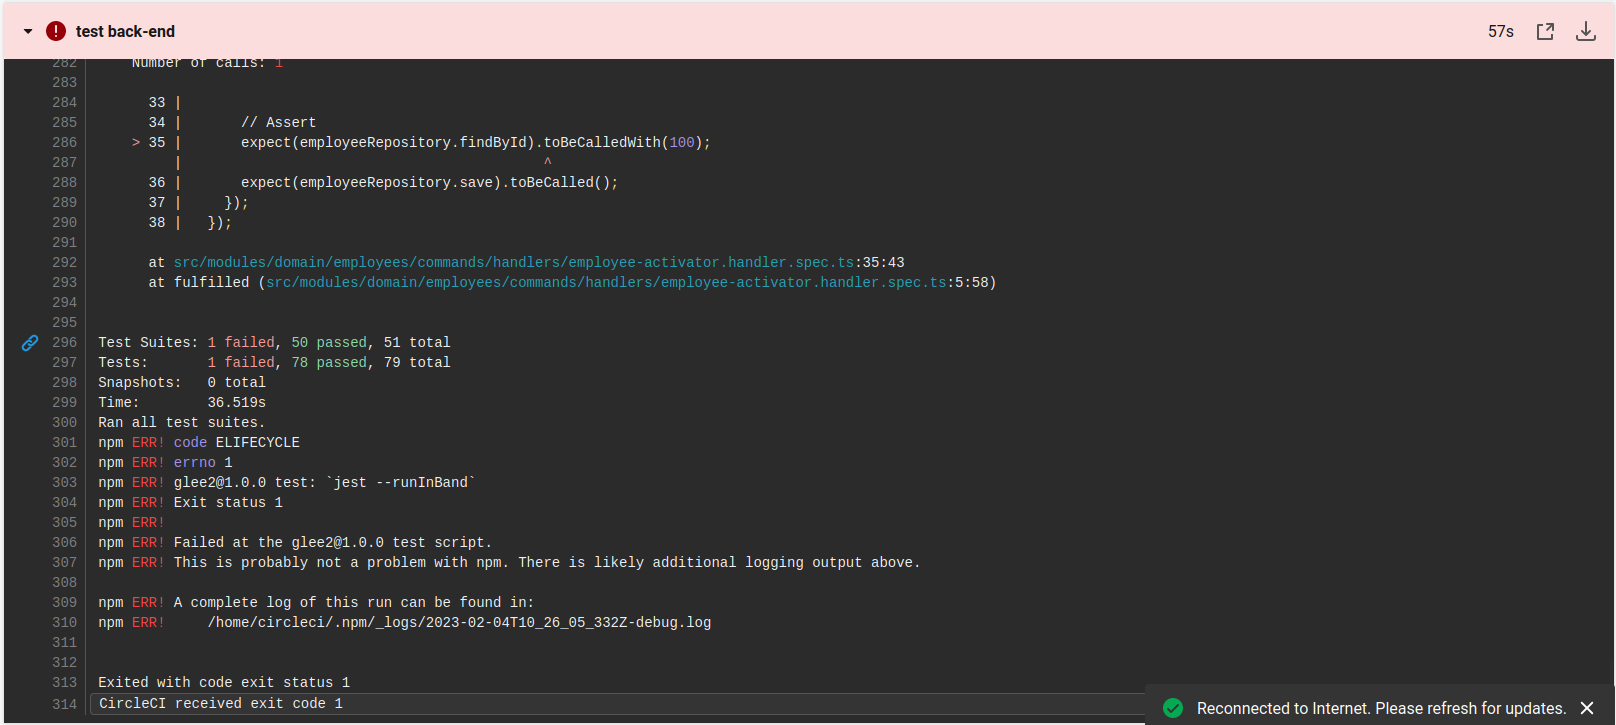 test back-end
57s
282 Number of calls: 1
283
284 33 |
285 34 | // Assert
286 > 35 | expect(employeeRepository.findById).toBeCalledWith(100);
287 | ^
288 36 | expect(employeeRepository.save).toBeCalled();
289 37 | });
290 38 | });
291
292 at src/modules/domain/employees/commands/handlers/employee-activator.handler.spec.ts:35:43
293 at fulfilled (src/modules/domain/employees/commands/handlers/employee-activator.handler.spec.ts:5:58)
294
295
296 Test Suites: 1 failed, 50 passed, 51 total
297 Tests: 1 failed, 78 passed, 79 total
298 Snapshots: 0 total
299 Time: 36.519s
300 Ran all test suites.
301 npm ERR! code ELIFECYCLE
302 npm ERR! errno 1
303 npm ERR! glee2@1.0.0 test: `jest --runInBand`
304 npm ERR! Exit status 1
305 npm ERR!
306 npm ERR! Failed at the glee2@1.0.0 test script.
307 npm ERR! This is probably not a problem with npm. There is likely additional logging output above.
308
309 npm ERR! A complete log of this run can be found in:
310 npm ERR! /home/circleci/.npm/_logs/2023-02-04T10_26_05_332Z-debug.log
311
312
313 Exited with code exit status 1
314 CircleCI received exit code 1
Reconnected to Internet. Please refresh for updates.